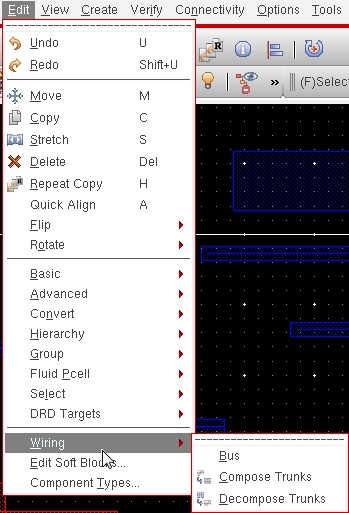 Edit View Create Verify Connectivity Options Tools
Undo U
Redo Shift+U
Move M
Copy C
Stretch S
Delete Del
Repeat Copy H
Quick Align A
Flip
Rotate
Basic
Advanced
Convert
Hierarchy
Group
Fluid Pcell
Select
DRD Targets
Wiring
Edit Soft Blocks...
Component Types...
» (F)Selec
Bus
Compose Trunks
Decompose Trunks